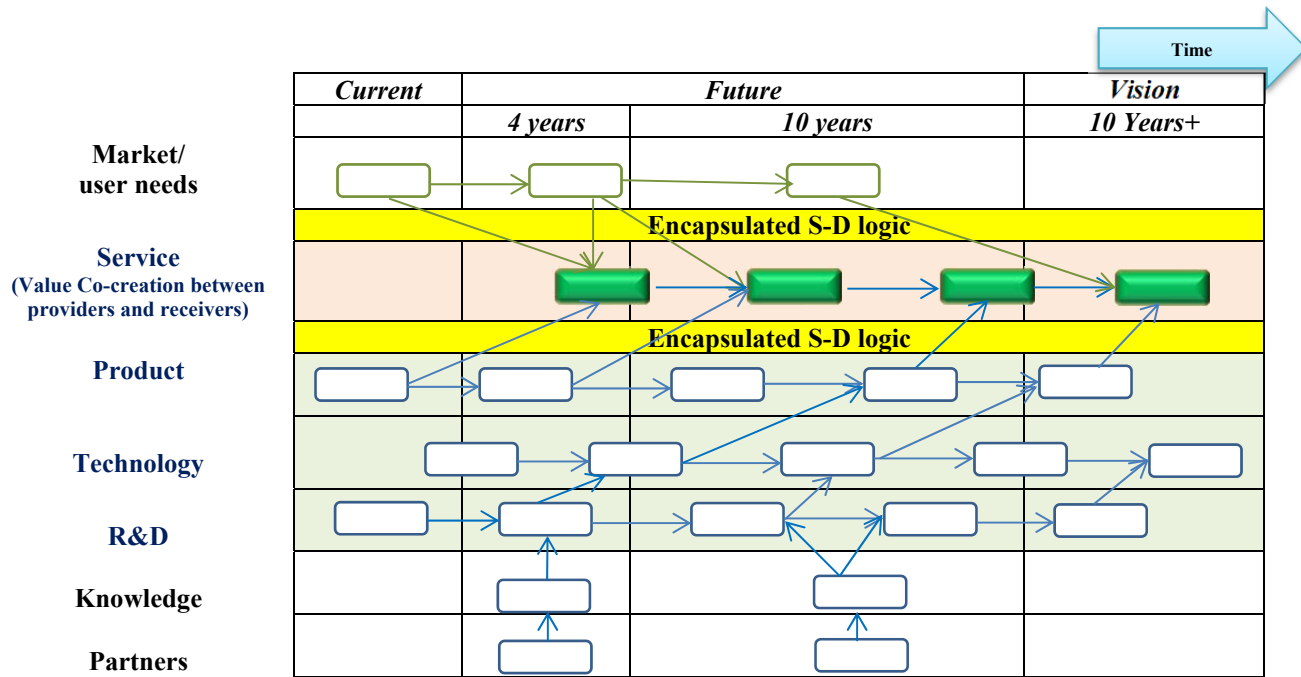 Time
Current Future Vision
4 years 10 years 10 Years+
Market/
user needs
Encapsulated S-D logic
Service
(Value Co-creation between
providers and receivers)
Encapsulated S-D logic
Product
Technology
R&D
Knowledge
Partners